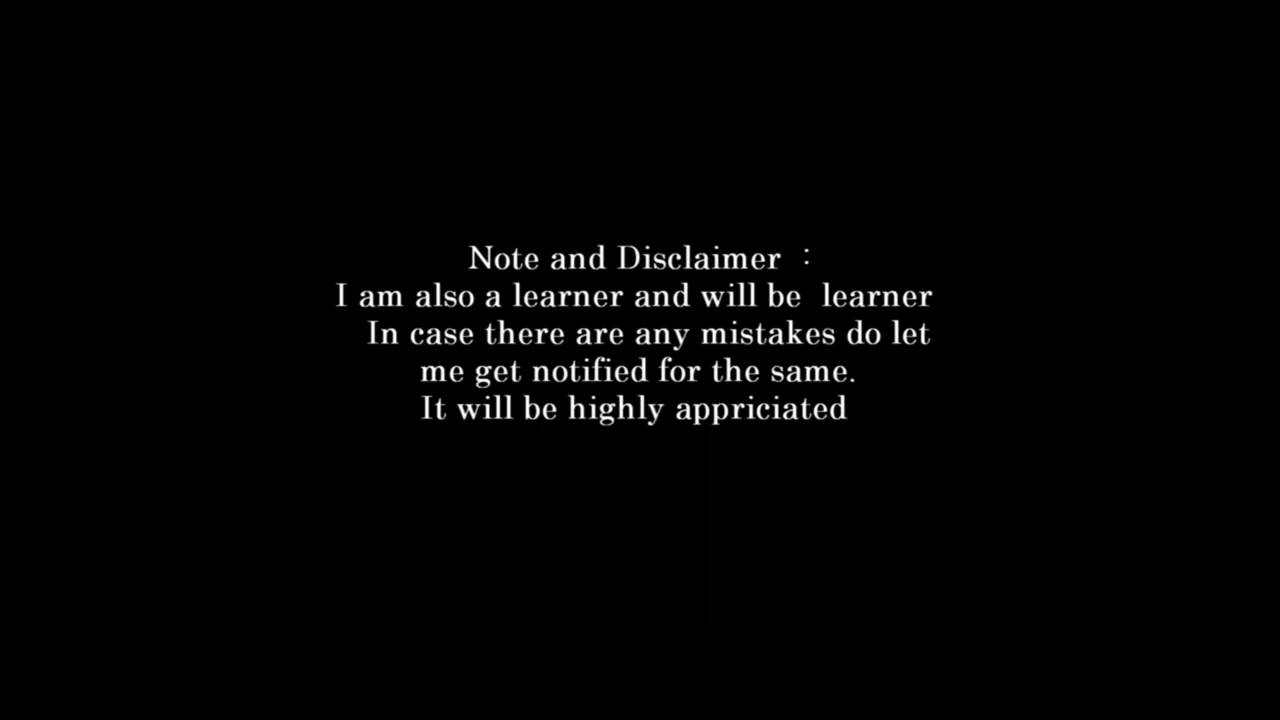 Note and Disclaimer :
I am also a learner and will be learner
In case there are any mistakes do let
me get notified for the same.
It will be highly appriciated